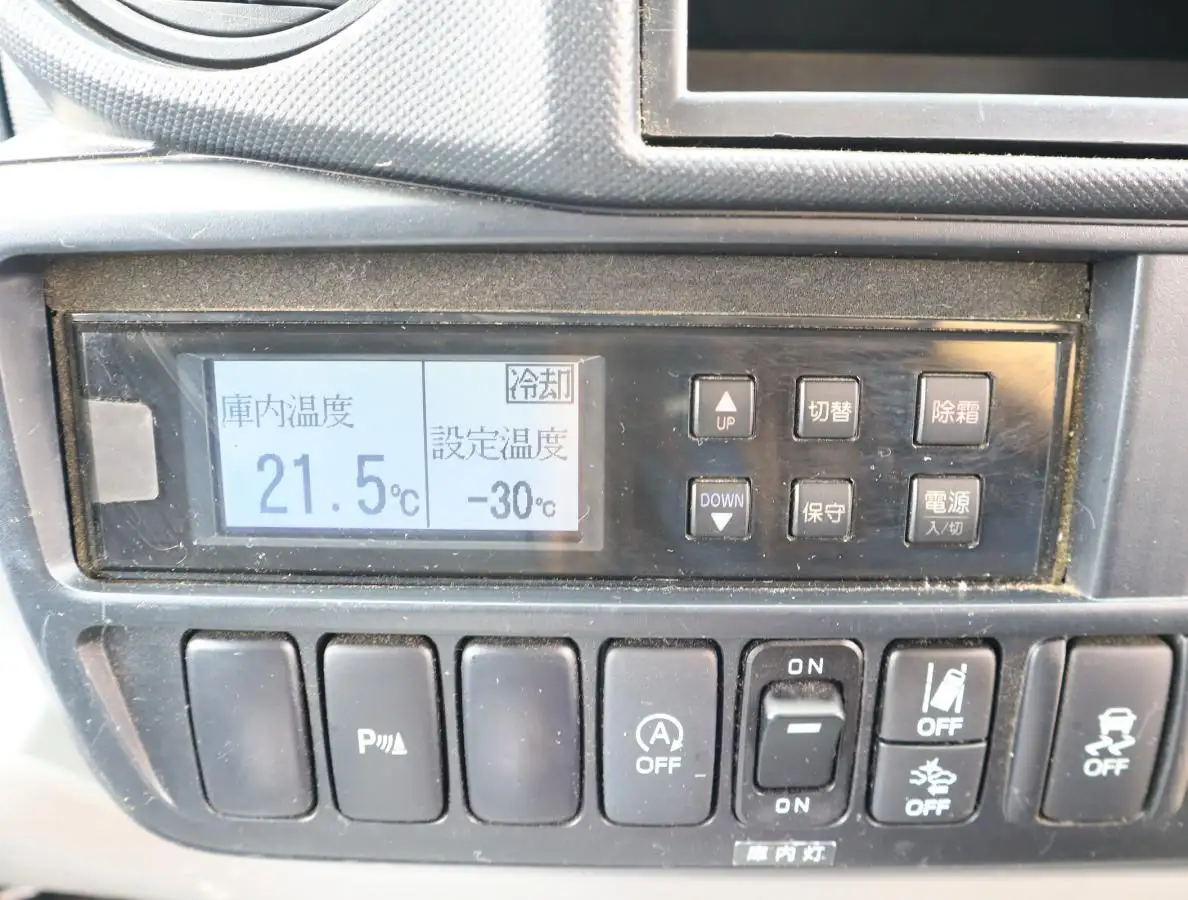 冷却
庫内温度
設定温度
21.5℃
-30℃
UP
切替
除霜
DOWN
保守
電源
入/切
P
A
OFF
ON
ON
OFF
OFF
OFF
庫内灯